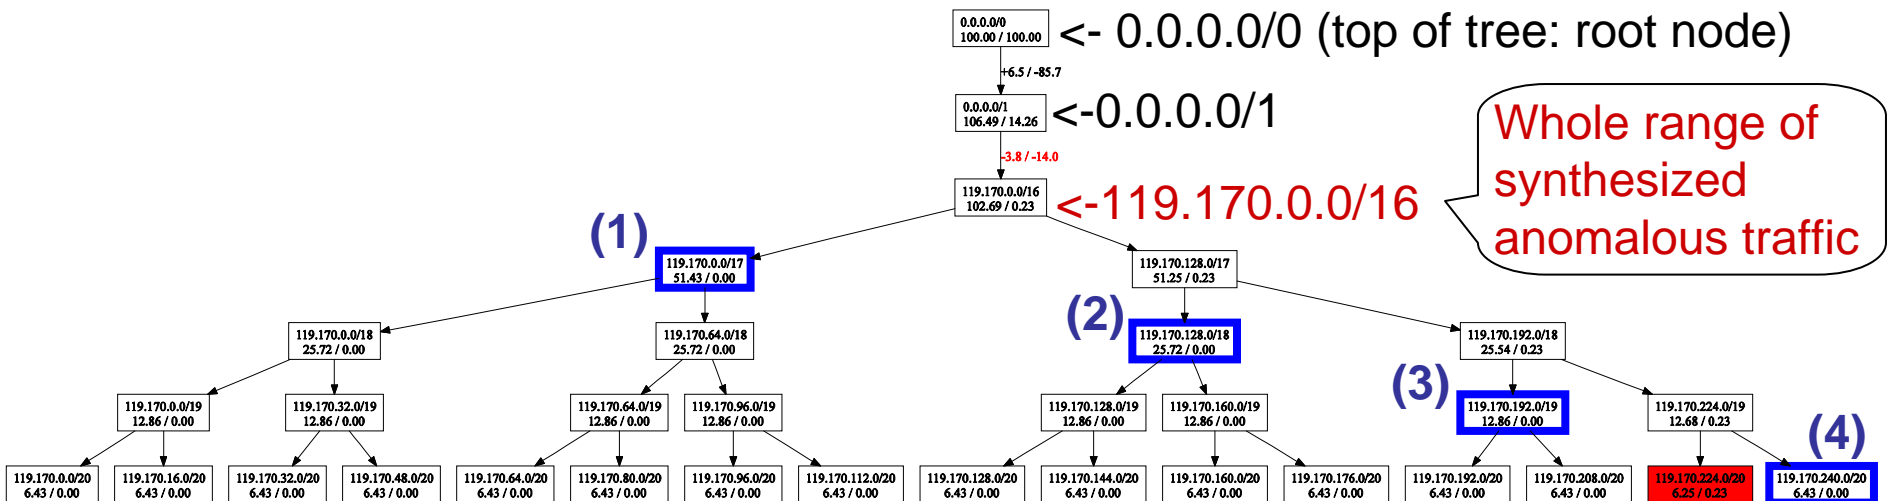 0.0.0.0/0
100.00 / 100.00
<- 0.0.0.0/0 (top of tree: root node)
+6.5 / -85.7
0.0.0.0/1
106.49 / 14.26
<-0.0.0.0/1
-3.8 / -14.0
119.170.0.0/16
102.69 / 0.23
<-119.170.0.0/16
Whole range of
synthesized
anomalous traffic
(1)
119.170.0.0/17
51.43 / 0.00
119.170.128.0/17
51.25 / 0.23
119.170.0.0/18
25.72 / 0.00
119.170.64.0/18
25.72 / 0.00
(2)
119.170.128.0/18
25.72 / 0.00
119.170.192.0/18
25.54 / 0.23
119.170.0.0/19
12.86 / 0.00
119.170.32.0/19
12.86 / 0.00
119.170.64.0/19
12.86 / 0.00
119.170.96.0/19
12.86 / 0.00
119.170.128.0/19
12.86 / 0.00
119.170.160.0/19
12.86 / 0.00
(3)
119.170.192.0/19
12.86 / 0.00
119.170.224.0/19
12.68 / 0.23
(4)
119.170.0.0/20
6.43 / 0.00
119.170.16.0/20
6.43 / 0.00
119.170.32.0/20
6.43 / 0.00
119.170.48.0/20
6.43 / 0.00
119.170.64.0/20
6.43 / 0.00
119.170.80.0/20
6.43 / 0.00
119.170.96.0/20
6.43 / 0.00
119.170.112.0/20
6.43 / 0.00
119.170.128.0/20
6.43 / 0.00
119.170.144.0/20
6.43 / 0.00
119.170.160.0/20
6.43 / 0.00
119.170.176.0/20
6.43 / 0.00
119.170.192.0/20
6.43 / 0.00
119.170.208.0/20
6.43 / 0.00
119.170.224.0/20
6.25 / 0.23
119.170.240.0/20
6.43 / 0.00